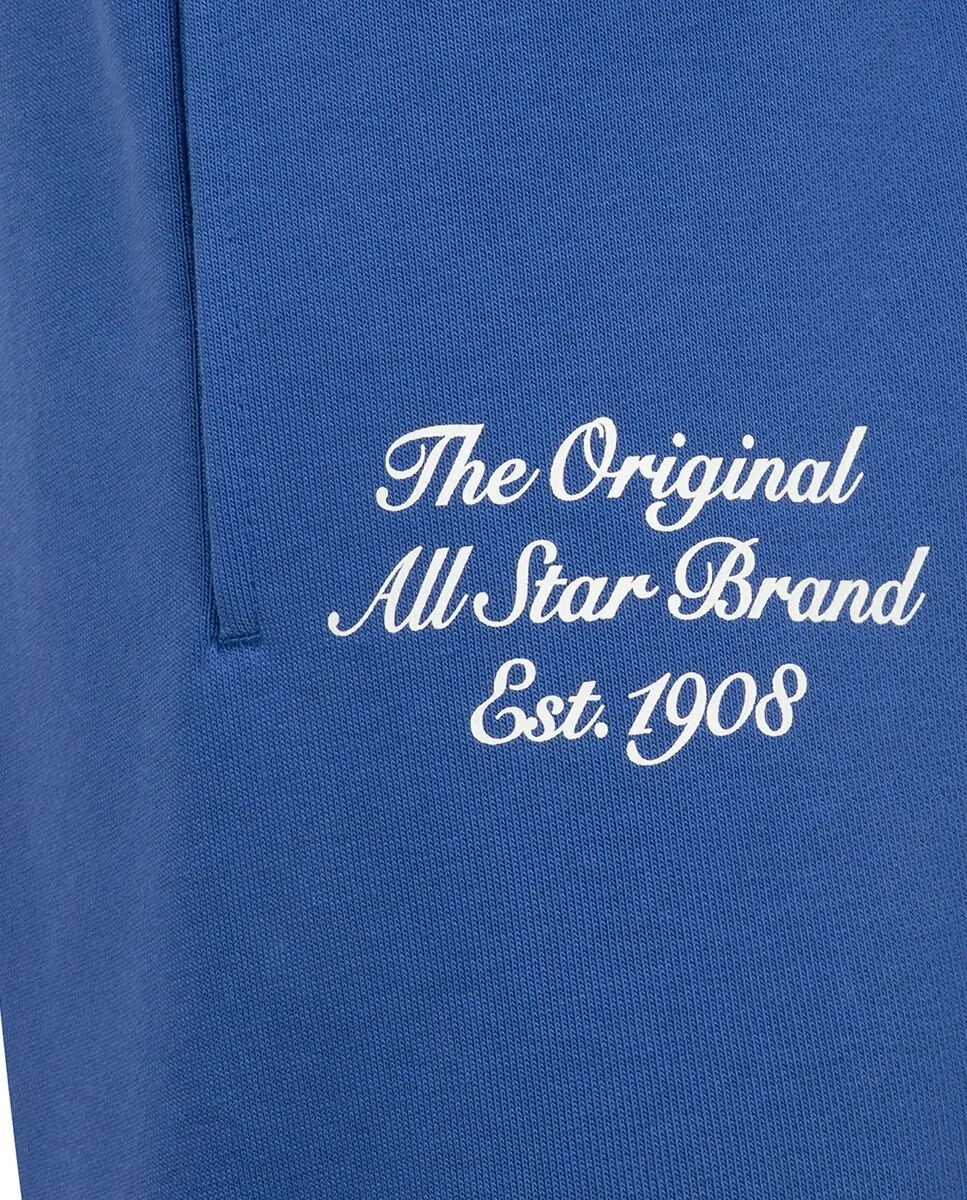 The Original
All Star Brand
Est. 1908